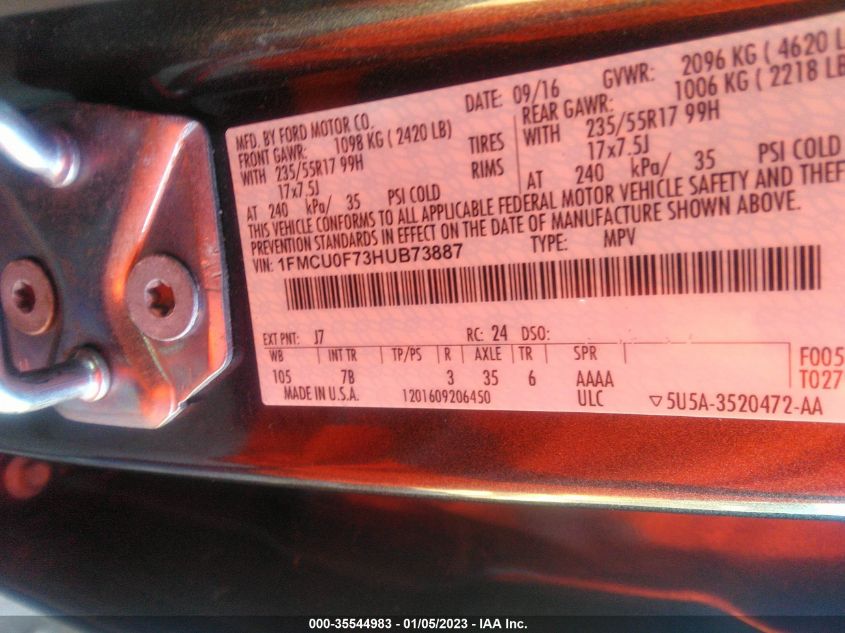 MFD. BY FORD MOTOR CO. DATE: 09/16 GVWR: 2096 KG ( 4620 L
FRONT GAWR: 1098 KG ( 2420 LB) REAR GAWR: 1006 KG ( 2218 LB
WITH 235/55R17 99H TIRES WITH 235/55R17 99H
17x7.5J RIMS 17x7.5J
AT 240 kPa/ 35 PSI COLD AT 240 kPa/ 35 PSI COLD
THIS VEHICLE CONFORMS TO ALL APPLICABLE FEDERAL MOTOR VEHICLE SAFETY AND THEF
PREVENTION STANDARDS IN EFFECT ON THE DATE OF MANUFACTURE SHOWN ABOVE.
VIN: 1FMCU0F73HUB73887 TYPE: MPV
EXT PNT: J7 RC: 24 DSO:
WB INT TR TP/PS R AXLE TR SPR F005
105 7B 3 35 6 AAAA T027
MADE IN U.S.A. 1201609206450 ULC ▽5U5A-3520472-AA
000-35544983 - 01/05/2023 - IAA Inc.